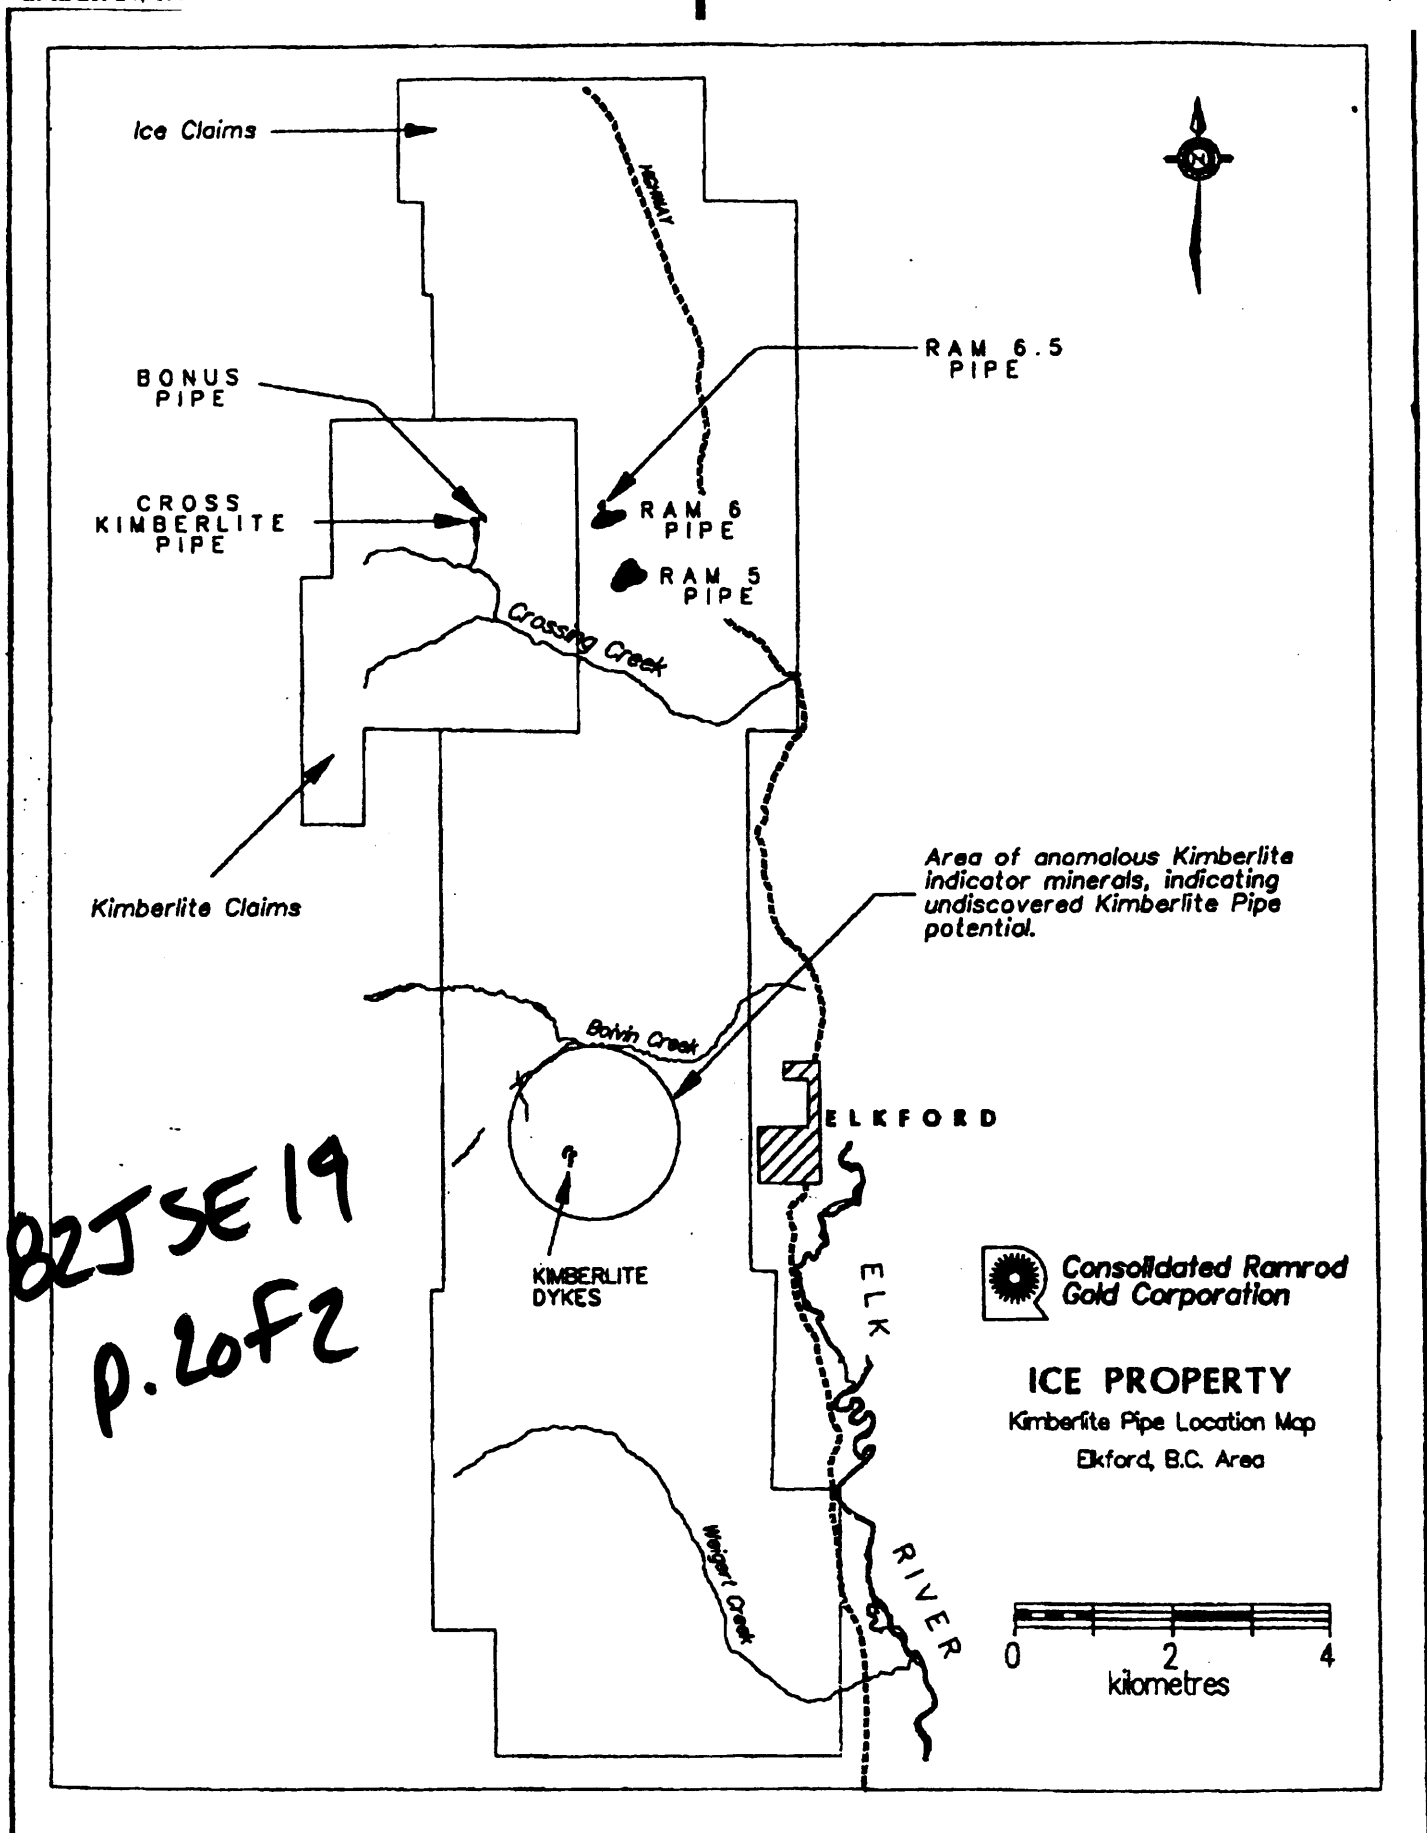 Ice Claims
HIGHWAY
RAM 6.5
PIPE
BONUS
PIPE
CROSS
KIMBERLITE
PIPE
RAM 6
PIPE
RAM 5
PIPE
Crossing Creek
Kimberlite Claims
Area of anomalous Kimberlite
indicator minerals, indicating
undiscovered Kimberlite Pipe
potential.
Boivin Creek
ELKFORD
82JSE19
p. 2 of 2
KIMBERLITE
DYKES
ELK RIVER
Consolidated Ramrod
Gold Corporation
ICE PROPERTY
Kimberlite Pipe Location Map
Elkford, B.C. Area
Weigert Creek
0 2 4
kilometres
N